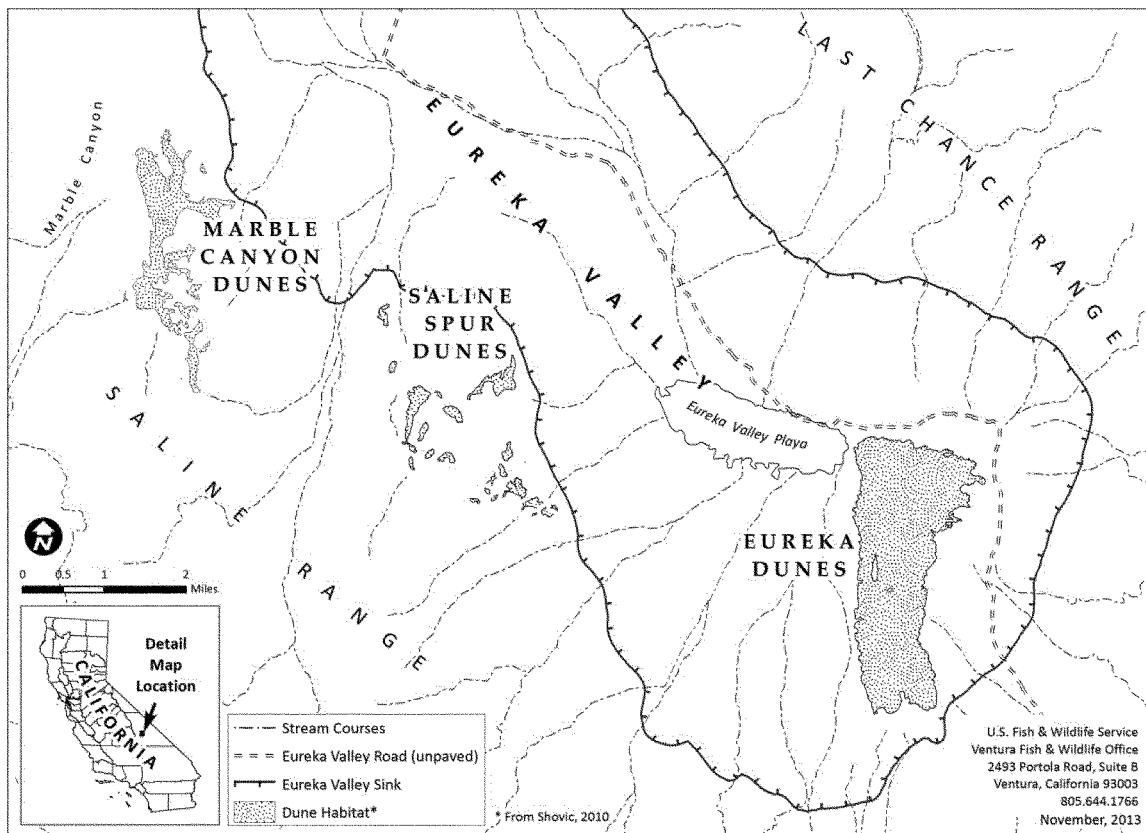 LAST CHANCE RANGE
EUREKA VALLEY
Marble Canyon
MARBLE
CANYON
DUNES
SALINE
SPUR
DUNES
Eureka Valley Playa
SALINE RANGE
EUREKA
DUNES
N
0 0.5 1 2
Miles
Detail
Map
Location
CALIFORNIA
Stream Courses
Eureka Valley Road (unpaved)
Eureka Valley Sink
Dune Habitat*
* From Shovic, 2010
U.S. Fish & Wildlife Service
Ventura Fish & Wildlife Office
2493 Portola Road, Suite B
Ventura, California 93003
805.644.1766
November, 2013